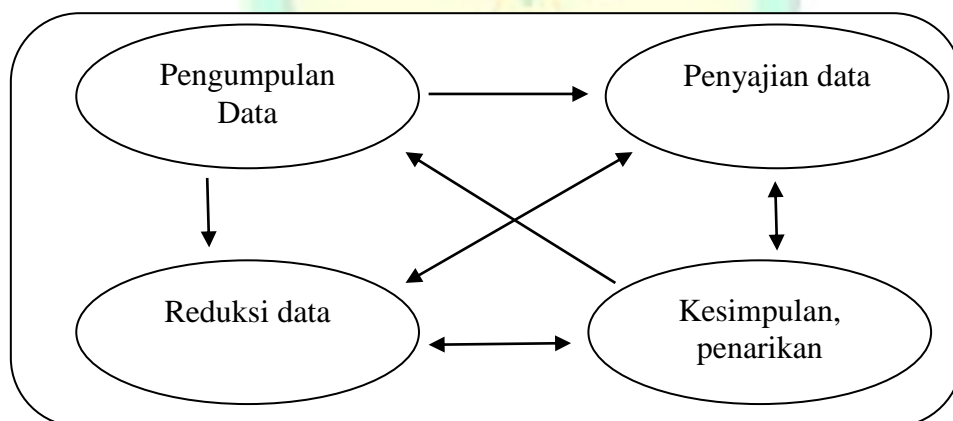 Pengumpulan
Data
Penyajian data
Reduksi data
Kesimpulan,
penarikan